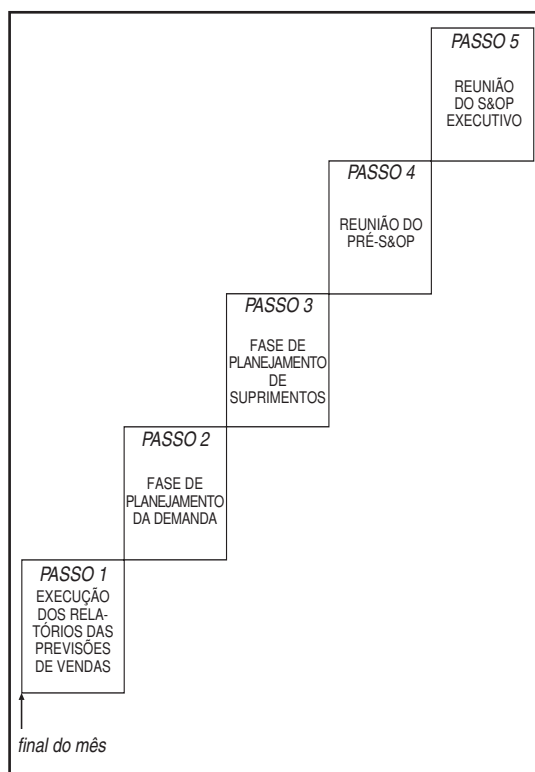 PASSO 5
REUNIÃO
DO S&OP
EXECUTIVO
PASSO 4
REUNIÃO DO
PRÉ-S&OP
PASSO 3
FASE DE
PLANEJAMENTO
DE
SUPRIMENTOS
PASSO 2
FASE DE
PLANEJAMENTO
DA DEMANDA
PASSO 1
EXECUÇÃO
DOS RELA-
TÓRIOS DAS
PREVISÕES
DE VENDAS
final do mês